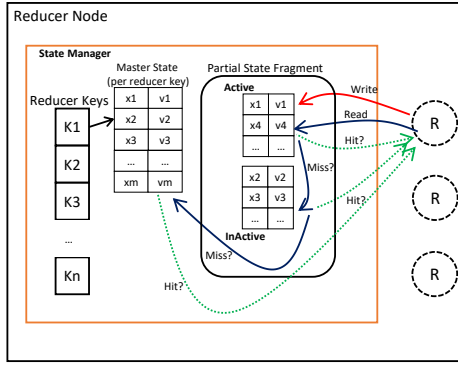 Reducer Node
State Manager
Master State
(per reducer key)
Partial State Fragment
Reducer Keys
K1
K2
K3
...
Kn
x1 v1
x2 v2
x3 v3
... ...
xm vm
Active
x1 v1
x4 v4
... ...
x2 v2
x3 v3
... ...
InActive
Write
Read
Hit?
Miss?
Hit?
Miss?
Hit?
R
R
R